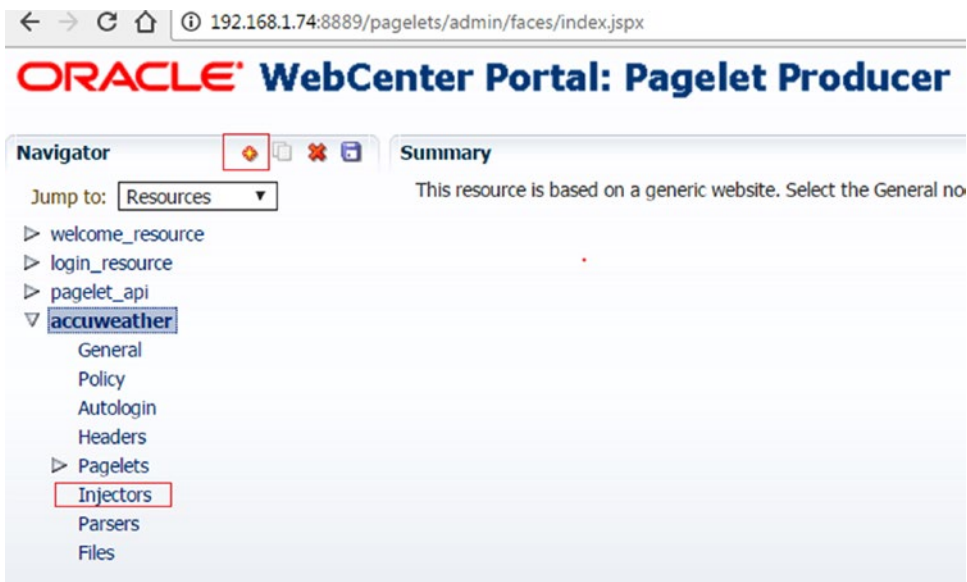 192.168.1.74:8889/pagelets/admin/faces/index.jspx
ORACLE WebCenter Portal: Pagelet Producer
Navigator
Summary
Jump to: Resources
This resource is based on a generic website. Select the General no
welcome_resource
login_resource
pagelet_api
accuweather
General
Policy
Autologin
Headers
Pagelets
Injectors
Parsers
Files